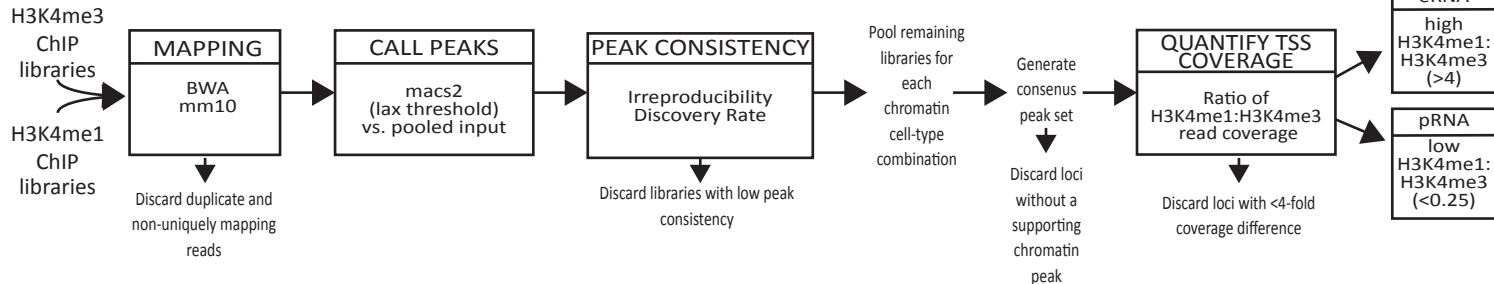 H3K4me3
ChIP
libraries
H3K4me1
ChIP
libraries
MAPPING
BWA
mm10
Discard duplicate and
non-uniquely mapping
reads
CALL PEAKS
macs2
(lax threshold)
vs. pooled input
PEAK CONSISTENCY
Irreproducibility
Discovery Rate
Discard libraries with low peak
consistency
Pool remaining
libraries for
each
chromatin
cell-type
combination
Generate
consenus
peak set
Discard loci
without a
supporting
chromatin
peak
QUANTIFY TSS
COVERAGE
Ratio of
H3K4me1:H3K4me3
read coverage
Discard loci with <4-fold
coverage difference
high
H3K4me1:
H3K4me3
(>4)
pRNA
low
H3K4me1:
H3K4me3
(<0.25)